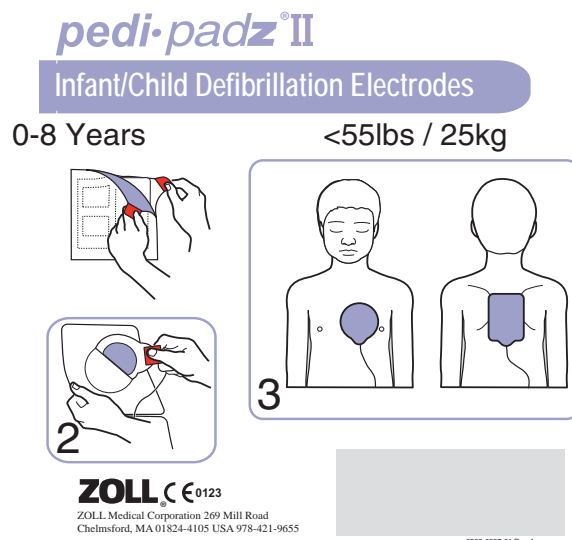 pedi•padz®II
Infant/Child Defibrillation Electrodes
0-8 Years
<55lbs / 25kg
2
3
ZOLL® CE 0123
ZOLL Medical Corporation 269 Mill Road
Chelmsford, MA 01824-4105 USA 978-421-9655